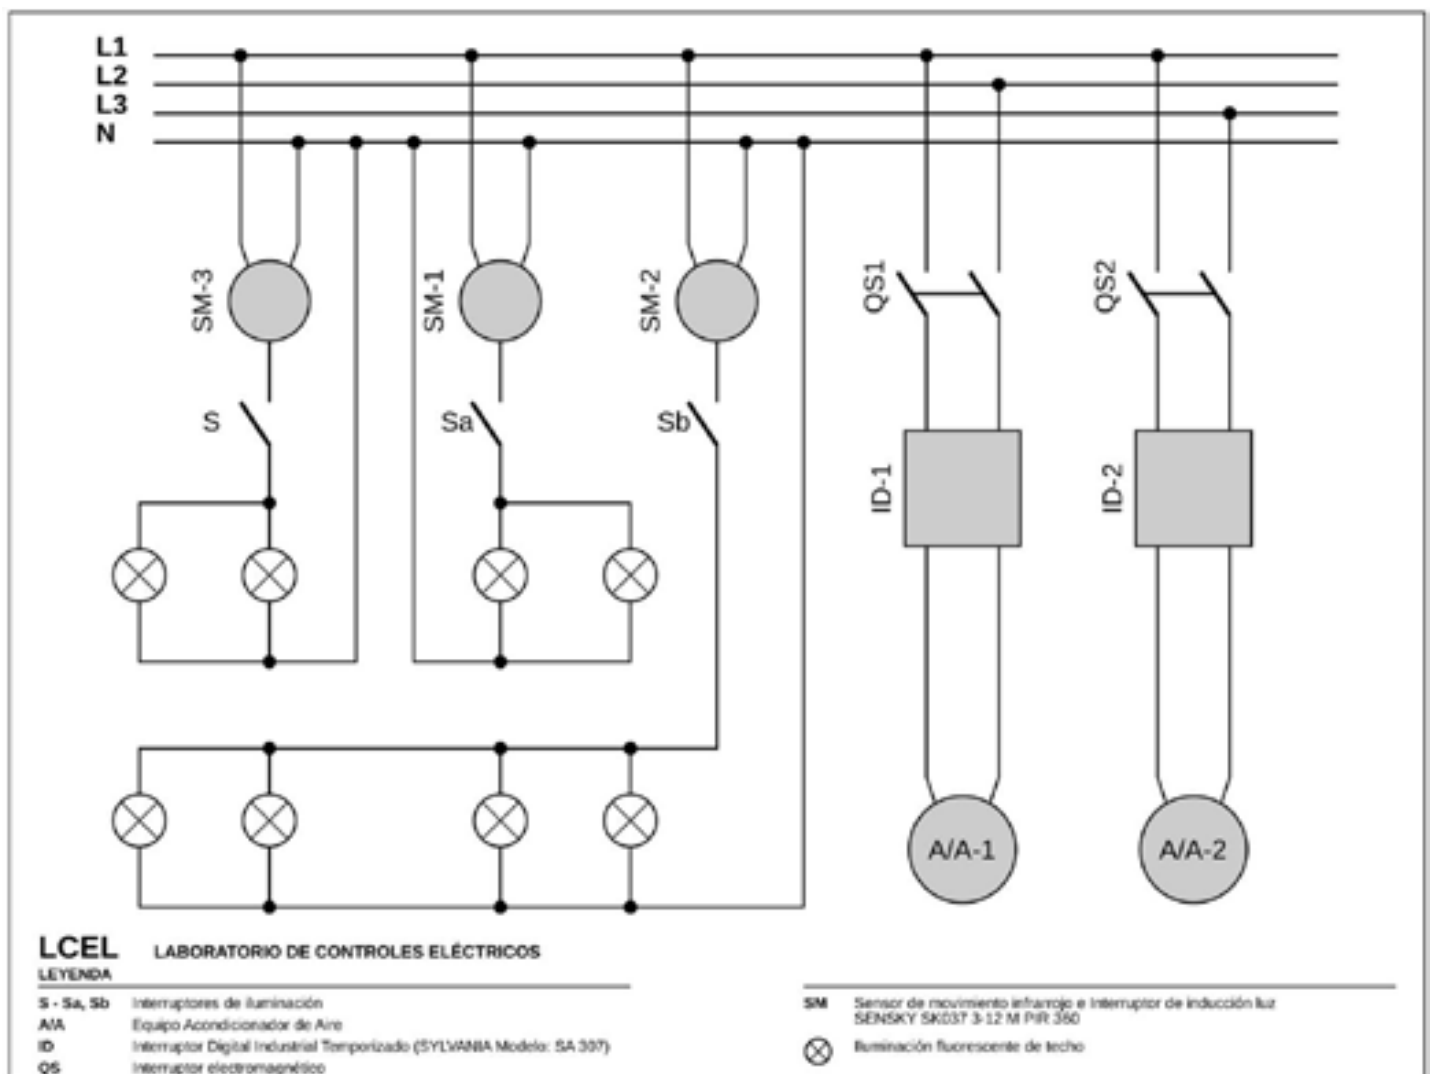 L1
L2
L3
N
SM-3
SM-1
SM-2
QS1
QS2
S
Sa
Sb
ID-1
ID-2
A/A-1
A/A-2
LCEL LABORATORIO DE CONTROLES ELÉCTRICOS
LEYENDA
S - Sa, Sb Interruptores de iluminación
A/A Equipo Acondicionador de Aire
ID Interruptor Digital Industrial Temporizado (SYLVANIA Modelo: SA 307)
QS Interruptor electromagnético
SM Sensor de movimiento infrarrojo e Interruptor de inducción luz
SENSKY SK037 3-12 M PIR 360
Iluminación fluorescente de techo